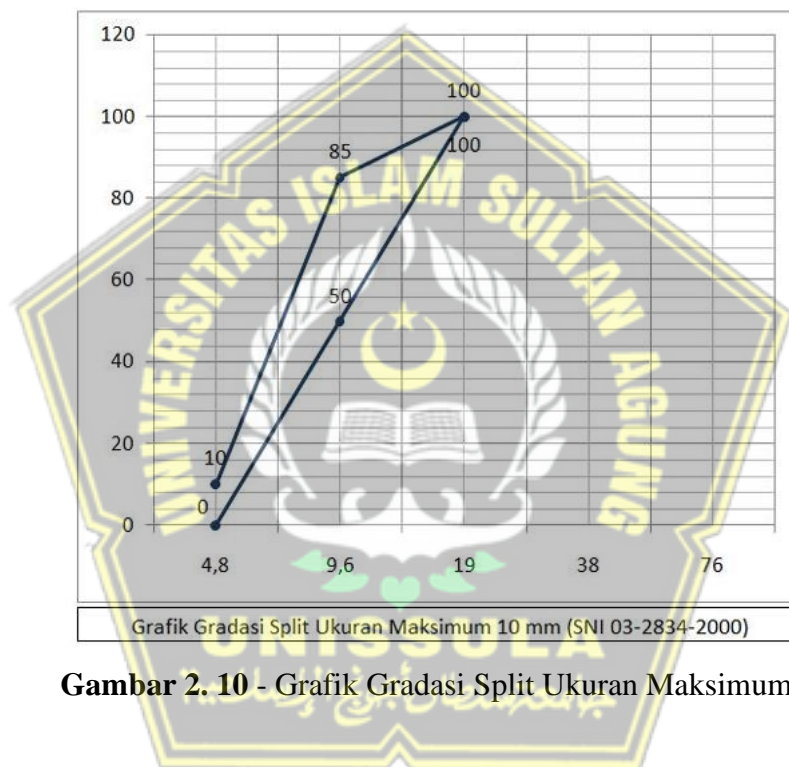 120
100
80
60
40
20
0
100
100
85
50
10
0
4,8 9,6 19 38 76
UNIVERSITAS ISLAM SULTAN AGUNG
Grafik Gradasi Split Ukuran Maksimum 10 mm (SNI 03-2834-2000)
UNISSULA
Gambar 2. 10 - Grafik Gradasi Split Ukuran Maksimum